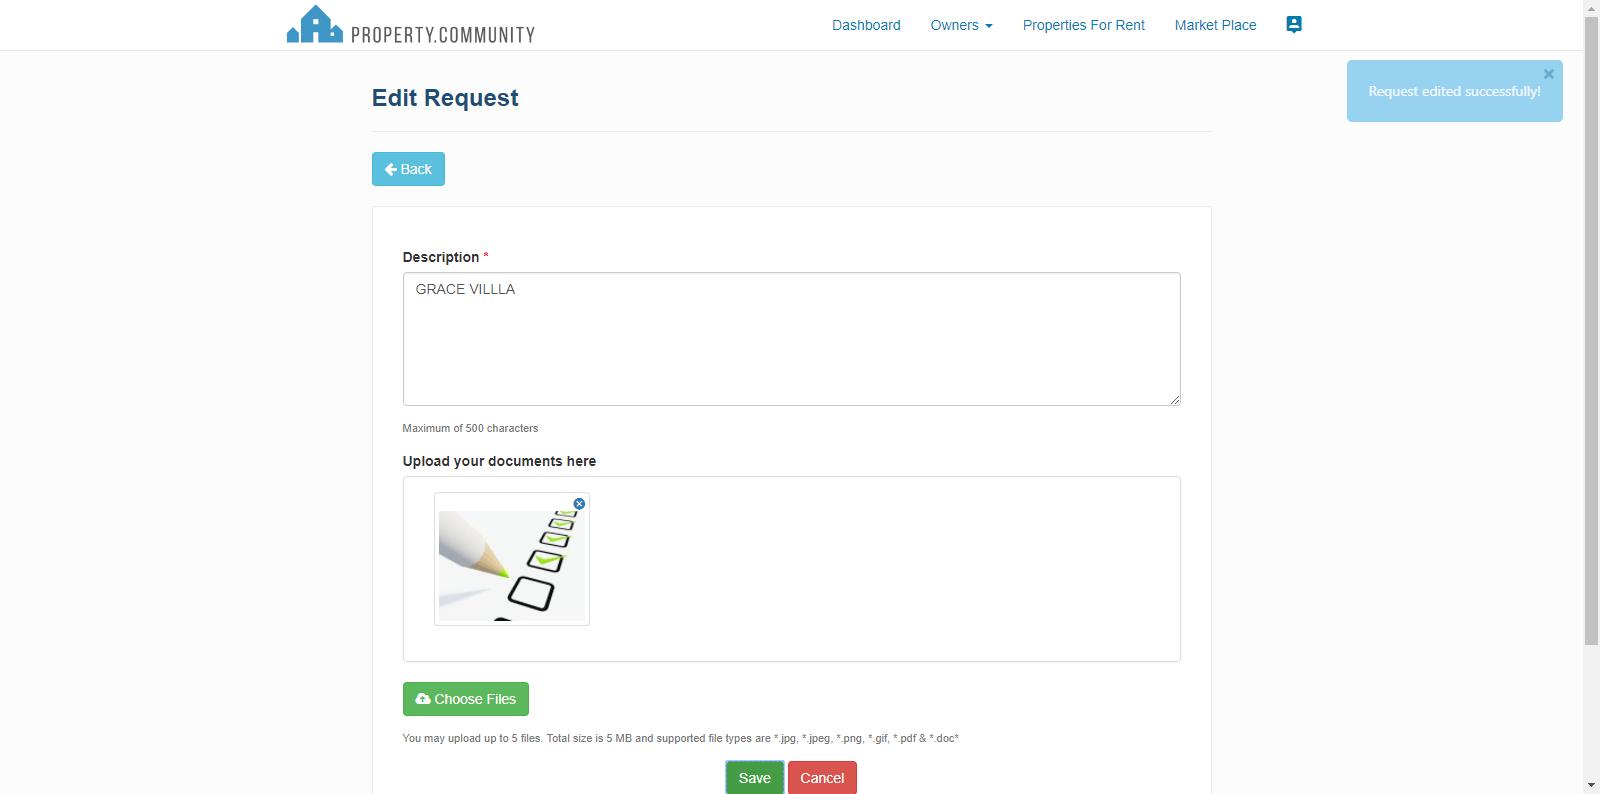 PROPERTY.COMMUNITY
Dashboard
Owners
Properties For Rent
Market Place
Request edited successfully!
Edit Request
Back
Description *
GRACE VILLLA
Maximum of 500 characters
Upload your documents here
Choose Files
You may upload up to 5 files. Total size is 5 MB and supported file types are *.jpg, *.jpeg, *.png, *.gif, *.pdf & *.doc*
Save
Cancel